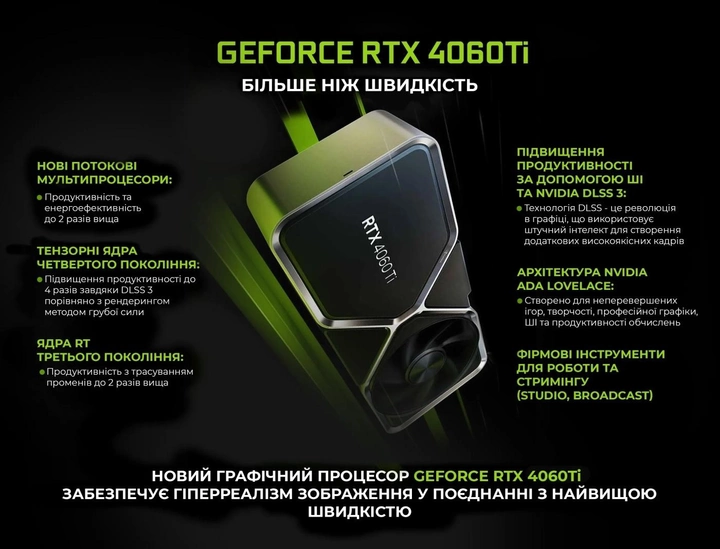 GEFORCE RTX 4060Ti
БІЛЬШЕ НІЖ ШВИДКІСТЬ
НОВІ ПОТОКОВІ
МУЛЬТИПРОЦЕСОРИ:
Продуктивність та
енергоефективність
до 2 разів вища
ТЕНЗОРНІ ЯДРА
ЧЕТВЕРТОГО ПОКОЛІННЯ:
Підвищення продуктивності до
4 разів завдяки DLSS 3
порівняно з рендерингом
методом грубої сили
ЯДРА RT
ТРЕТЬОГО ПОКОЛІННЯ:
Продуктивність з трасуванням
променів до 2 разів вища
RTX 4060 Ti
ПІДВИЩЕННЯ
ПРОДУКТИВНОСТІ
ЗА ДОПОМОГОЮ ШІ
ТА NVIDIA DLSS 3:
Технологія DLSS - це революція
в графіці, що використовує
штучний інтелект для створення
додаткових високоякісних кадрів
АРХІТЕКТУРА NVIDIA
ADA LOVELACE:
Створено для неперевершених
ігор, творчості, професійної графіки,
ШІ та продуктивності обчислень
ФІРМОВІ ІНСТРУМЕНТИ
ДЛЯ РОБОТИ ТА
СТРИМІНГУ
(STUDIO, BROADCAST)
НОВИЙ ГРАФІЧНИЙ ПРОЦЕСОР GEFORCE RTX 4060Ti
ЗАБЕЗПЕЧУЄ ГІПЕРРЕАЛІЗМ ЗОБРАЖЕННЯ У ПОЄДНАННІ З НАЙВИЩОЮ
ШВИДКІСТЮ